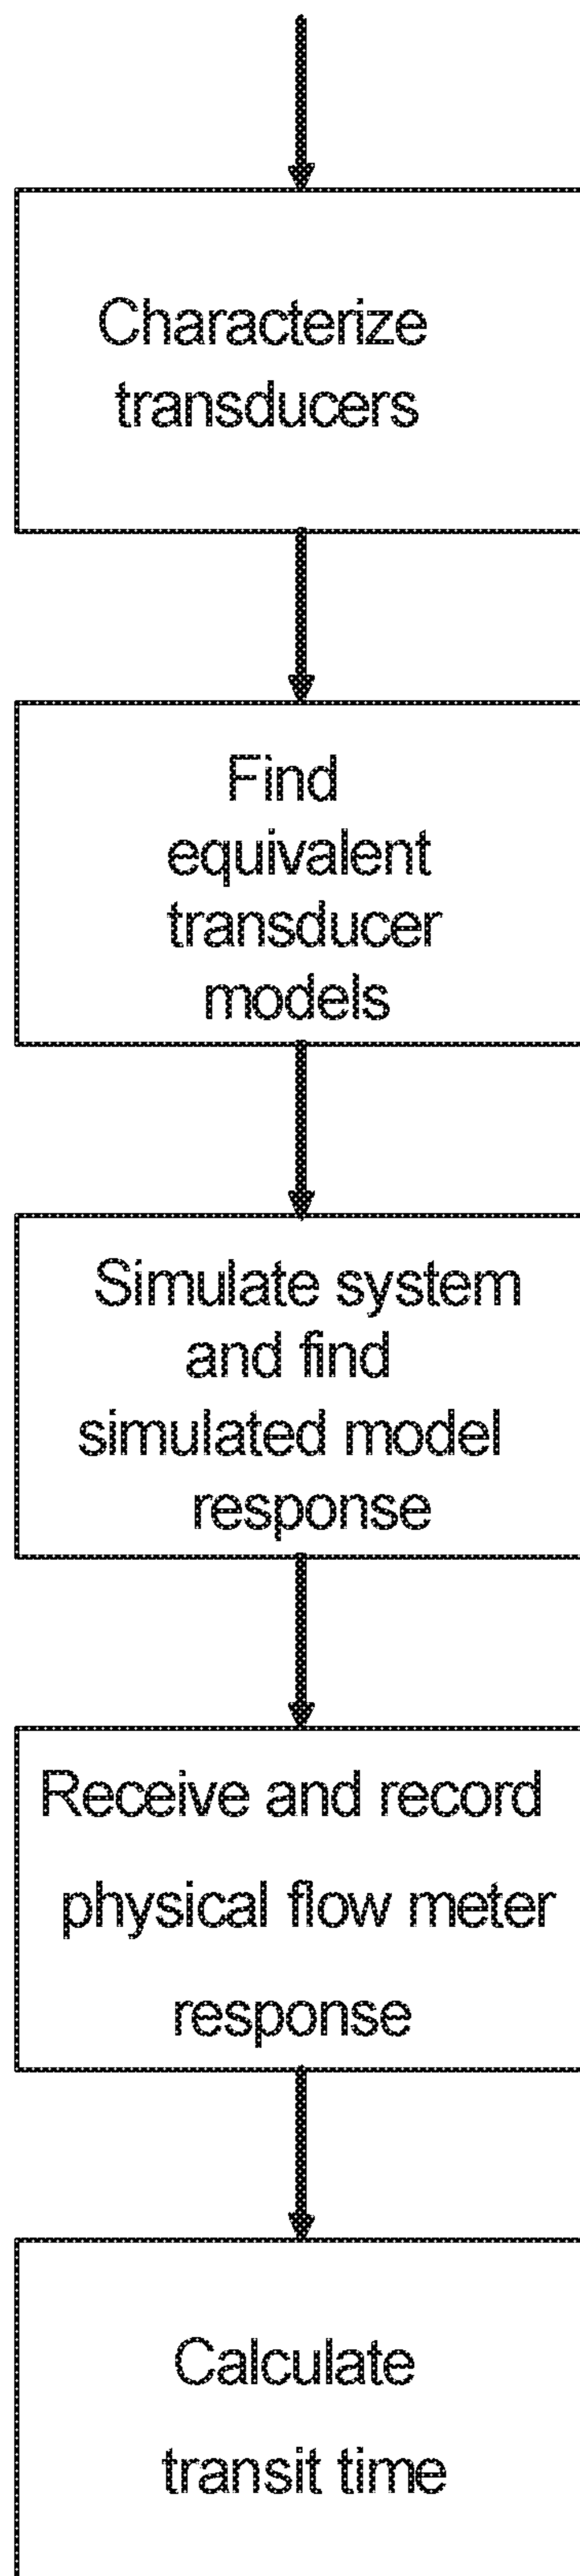 Characterize
transducers
Find
equivalent
transducer
models
Simulate system
and find
simulated model
response
Receive and record
physical flow meter
response
Calculate
transit time